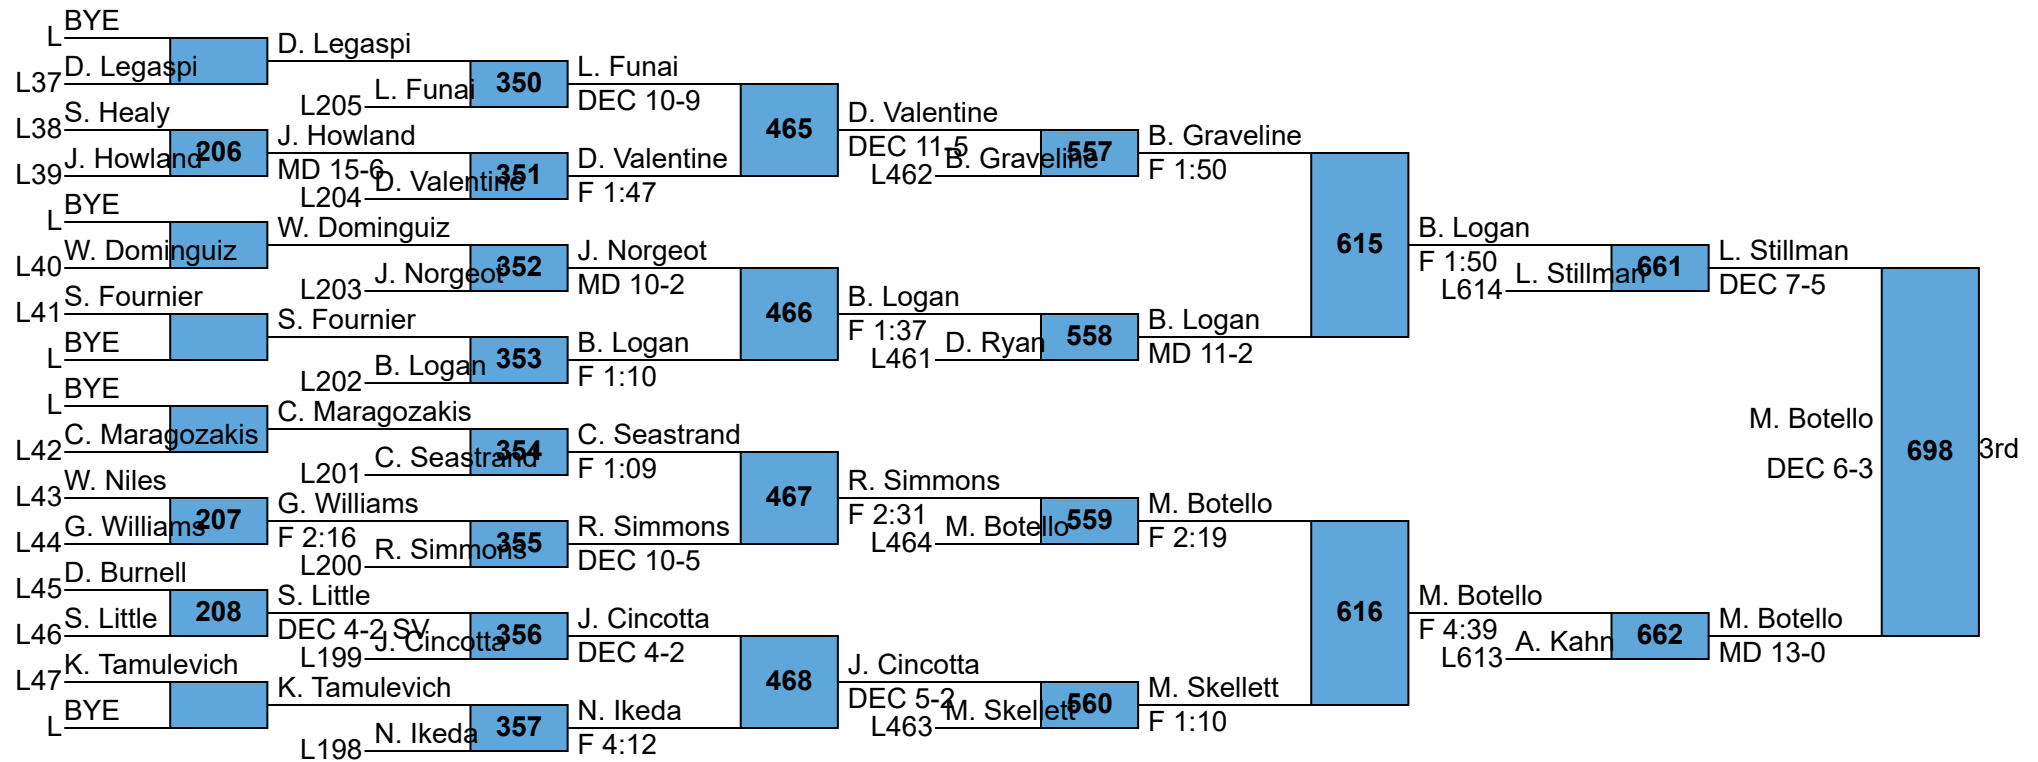 BYE
L
D. Legaspi
L37
D. Legaspi
L. Funai
L205
350
L. Funai
DEC 10-9
S. Healy
L38
J. Howland
L39
206
J. Howland
MD 15-6
D. Valentine
L204
351
D. Valentine
F 1:47
465
D. Valentine
DEC 11-5
B. Graveline
L462
557
B. Graveline
F 1:50
BYE
L
W. Dominguiz
L40
W. Dominguiz
J. Norgeot
L203
352
J. Norgeot
MD 10-2
S. Fournier
L41
BYE
L
S. Fournier
B. Logan
L202
353
B. Logan
F 1:10
466
B. Logan
F 1:37
D. Ryan
L461
558
B. Logan
MD 11-2
615
B. Logan
F 1:50
L. Stillman
L614
661
L. Stillman
DEC 7-5
BYE
L
C. Maragozakis
L42
C. Maragozakis
C. Seastrand
L201
354
C. Seastrand
F 1:09
W. Niles
L43
G. Williams
L44
207
G. Williams
F 2:16
R. Simmons
L200
355
R. Simmons
DEC 10-5
467
R. Simmons
F 2:31
M. Botello
L464
559
M. Botello
F 2:19
D. Burnell
L45
S. Little
L46
208
S. Little
DEC 4-2 SV
J. Cincotta
L199
356
J. Cincotta
DEC 4-2
K. Tamulevich
L47
BYE
L
K. Tamulevich
N. Ikeda
L198
357
N. Ikeda
F 4:12
468
J. Cincotta
DEC 5-2
M. Skellett
L463
560
M. Skellett
F 1:10
616
M. Botello
F 4:39
A. Kahn
L613
662
M. Botello
MD 13-0
M. Botello
DEC 6-3
698
3rd